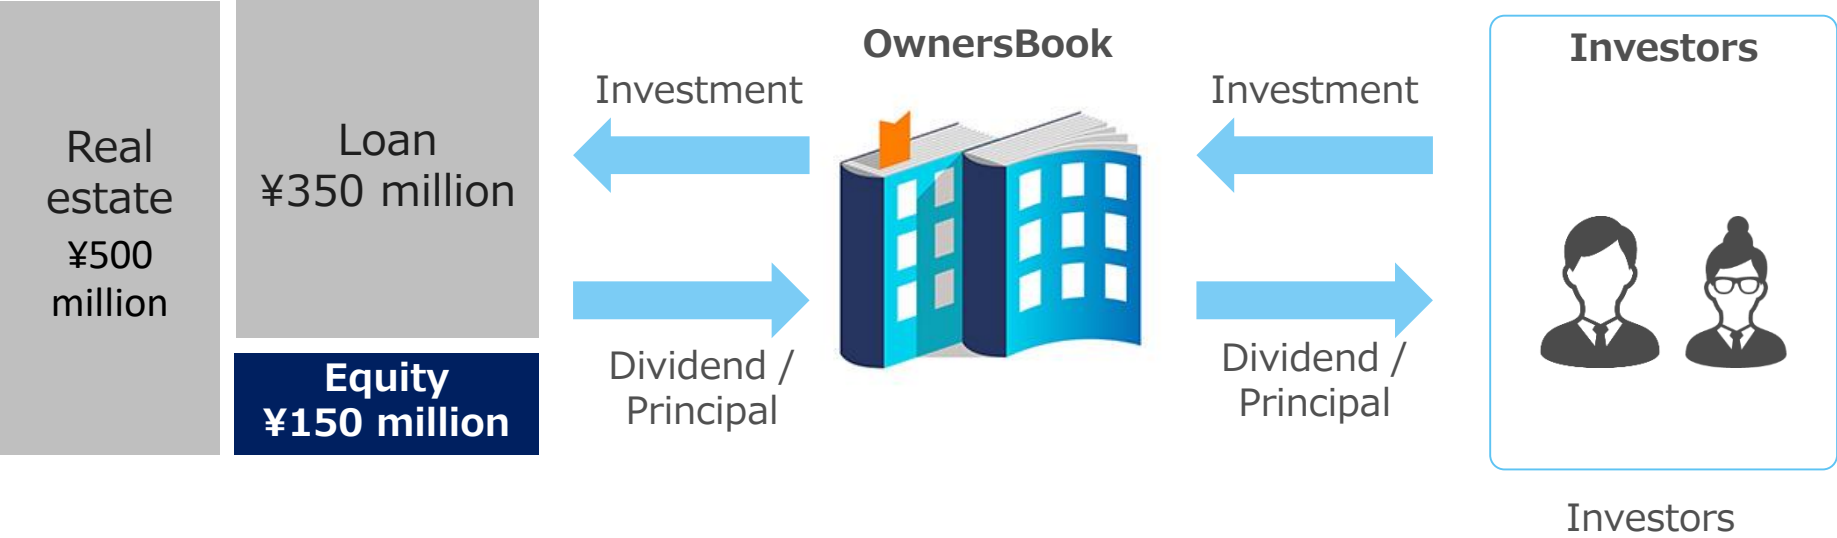 Real
estate
¥500
million
Loan
¥350 million
Equity
¥150 million
Investment
Dividend /
Principal
OwnersBook
Investment
Dividend /
Principal
Investors
Investors